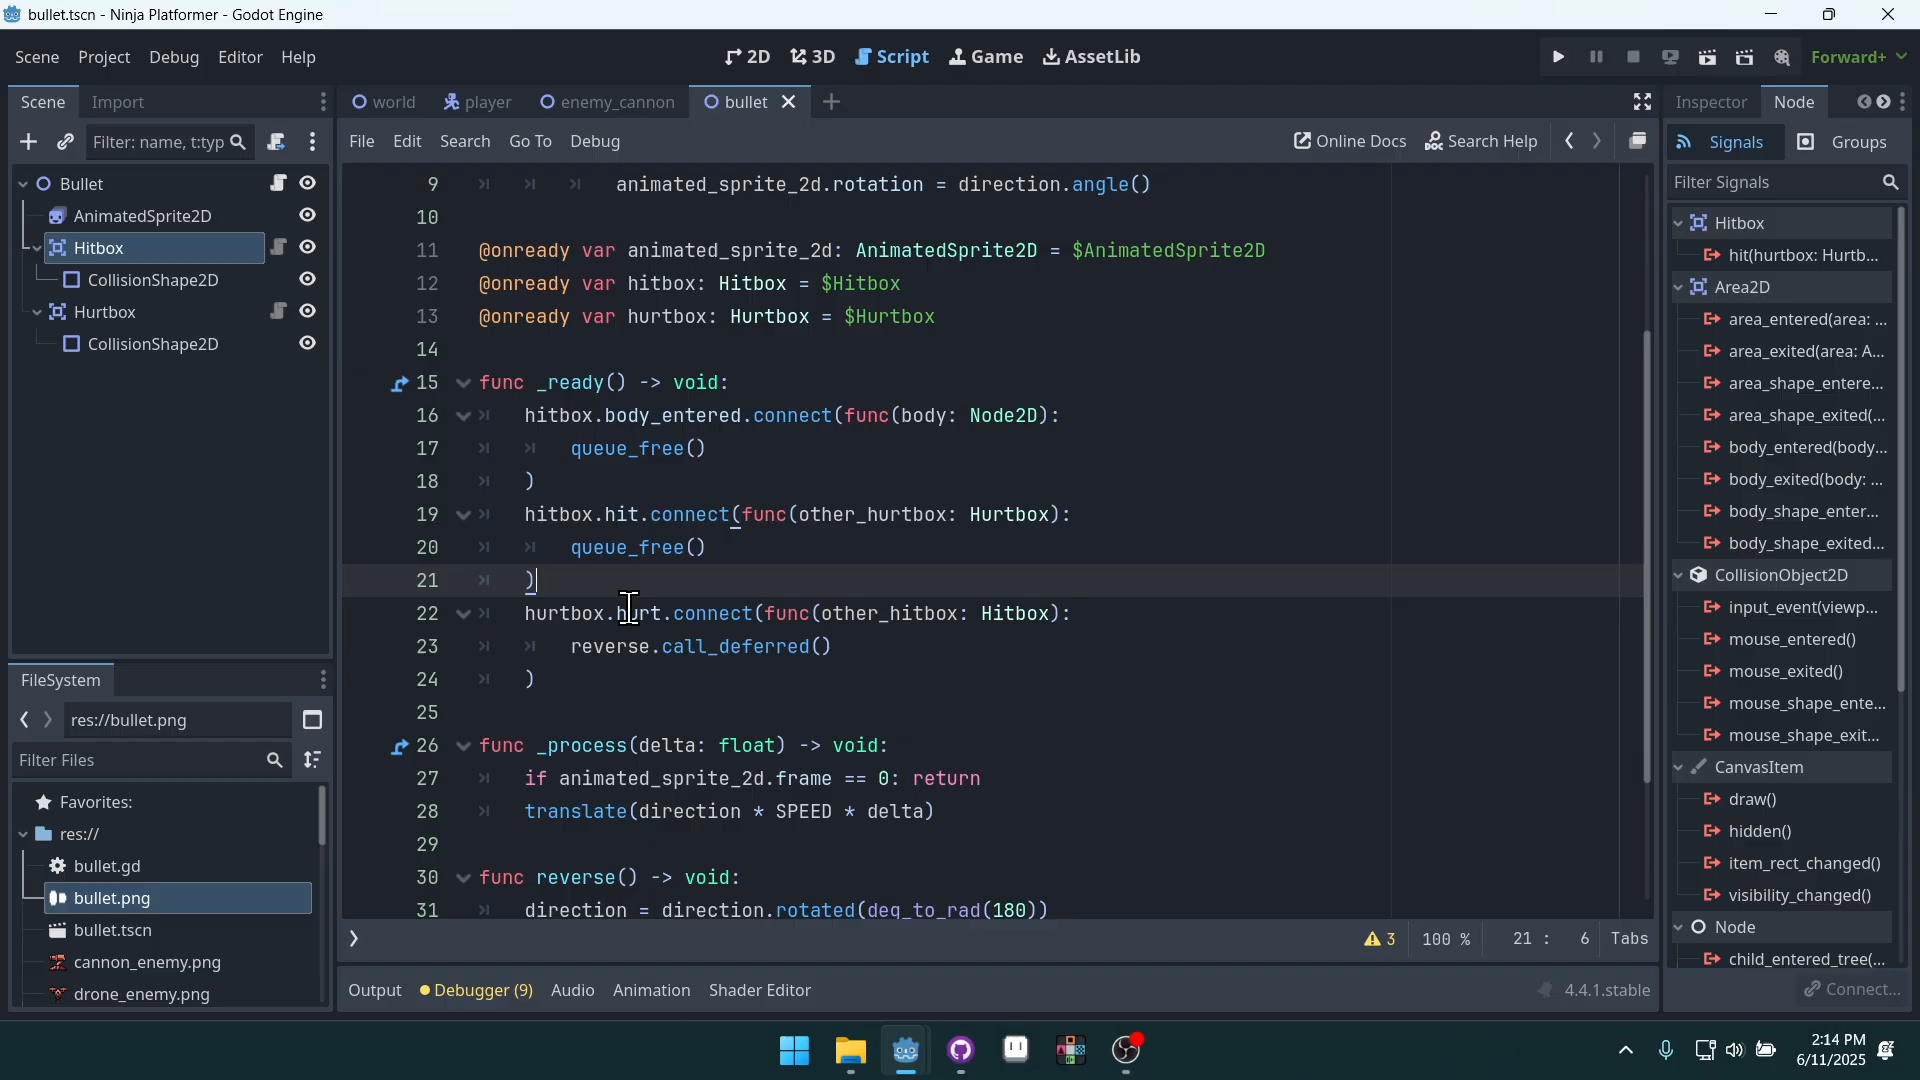 bullet.tscn - Ninja Platformer - Godot Engine
Scene Project Debug Editor Help
2D 3D Script Game AssetLib
Forward+
Scene Import
world player enemy_cannon bullet
Inspector Node
Filter: name, t:typ
File Edit Search Go To Debug
Online Docs Search Help
Signals Groups
Filter Signals
Bullet
AnimatedSprite2D
Hitbox
CollisionShape2D
Hurtbox
CollisionShape2D
9 animated_sprite_2d.rotation = direction.angle()
10
11 @onready var animated_sprite_2d: AnimatedSprite2D = $AnimatedSprite2D
12 @onready var hitbox: Hitbox = $Hitbox
13 @onready var hurtbox: Hurtbox = $Hurtbox
14
15 func _ready() -> void:
16 hitbox.body_entered.connect(func(body: Node2D):
17 queue_free()
18 )
19 hitbox.hit.connect(func(other_hurtbox: Hurtbox):
20 queue_free()
21 )
22 hurtbox.hurt.connect(func(other_hitbox: Hitbox):
23 reverse.call_deferred()
24 )
25
26 func _process(delta: float) -> void:
27 if animated_sprite_2d.frame == 0: return
28 translate(direction * SPEED * delta)
29
30 func reverse() -> void:
31 direction = direction.rotated(deg_to_rad(180))
3 100 % 21 : 6 Tabs
Output Debugger (9) Audio Animation Shader Editor
4.4.1.stable
Hitbox
hit(hurtbox: Hurtb...
Area2D
area_entered(area: ...
area_exited(area: A...
area_shape_entere...
area_shape_exited(...
body_entered(body...
body_exited(body: ...
body_shape_enter...
body_shape_exited...
CollisionObject2D
input_event(viewp...
mouse_entered()
mouse_exited()
mouse_shape_ente...
mouse_shape_exit...
CanvasItem
draw()
hidden()
item_rect_changed()
visibility_changed()
Node
child_entered_tree(...
Connect...
FileSystem
res://bullet.png
Filter Files
Favorites:
res://
bullet.gd
bullet.png
bullet.tscn
cannon_enemy.png
drone_enemy.png
2:14 PM
6/11/2025